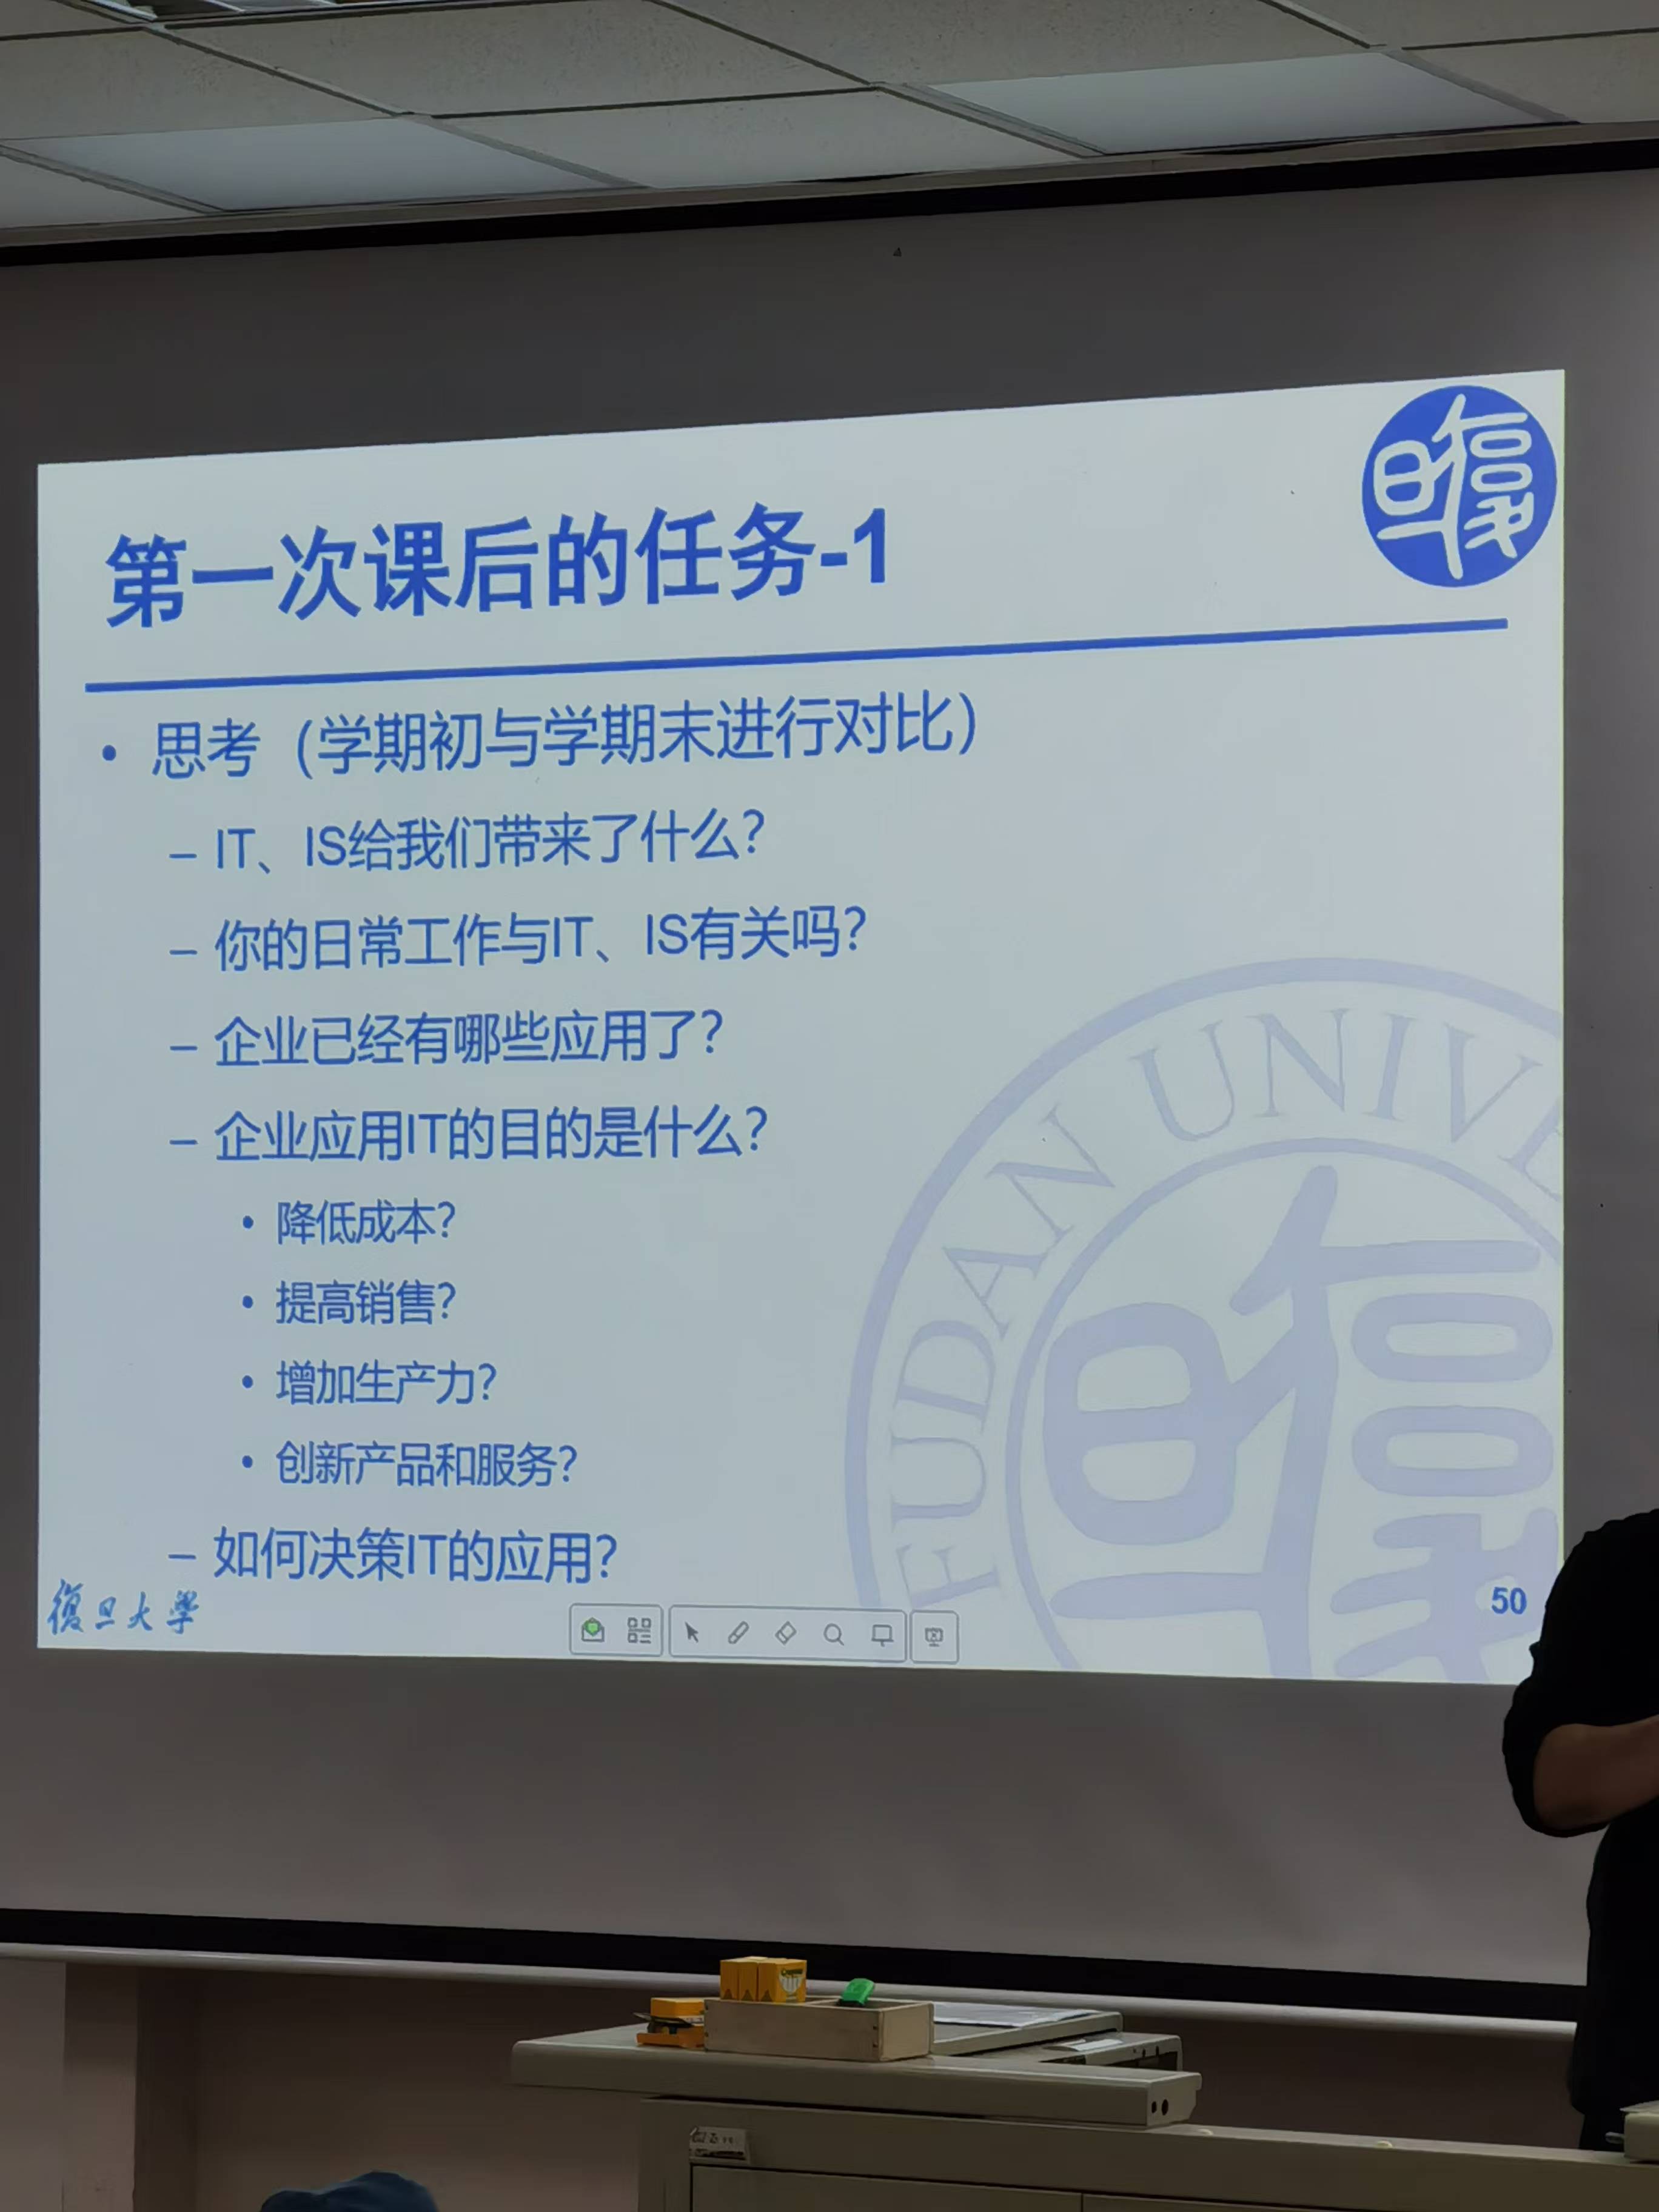 第一次课后的任务-1
• 思考（学期初与学期末进行对比）
– IT、IS给我们带来了什么？
– 你的日常工作与IT、IS有关吗？
– 企业已经有哪些应用了？
– 企业应用IT的目的是什么？
• 降低成本？
• 提高销售？
• 增加生产力？
• 创新产品和服务？
– 如何决策IT的应用？
復旦大學
50
復旦
FUDAN UNIVE
復旦